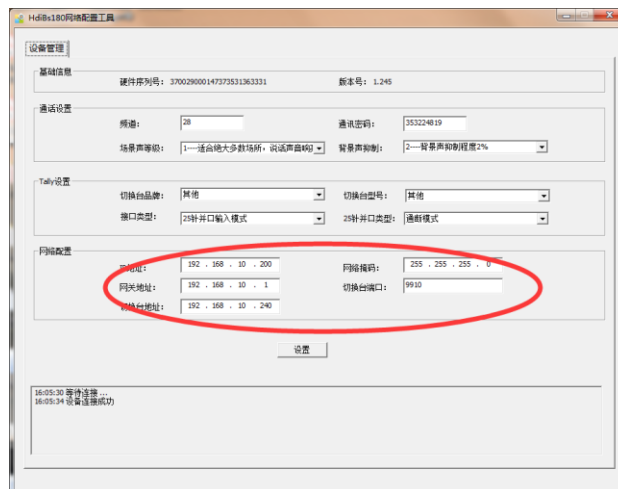 HdiBs180网络配置工具
设备管理
基础信息
硬件序列号: 370029000147373531363331 版本号: 1.245
通话设置
频道: 28 通讯密码: 353224819
场景声等级: 1----适合绝大多数场所，说话声音响 背景声抑制: 2----背景声抑制程度2%
Tally设置
切换台品牌: 其他 切换台型号: 其他
接口类型: 25针并口输入模式 25针并口类型: 通断模式
网络配置
192 . 168 . 10 . 200 网络掩码: 255 . 255 . 255 . 0
网关地址: 192 . 168 . 10 . 1 切换台端口: 9910
切换台地址: 192 . 168 . 10 . 240
设置
16:05:30 等待连接 ...
16:05:34 设备连接成功